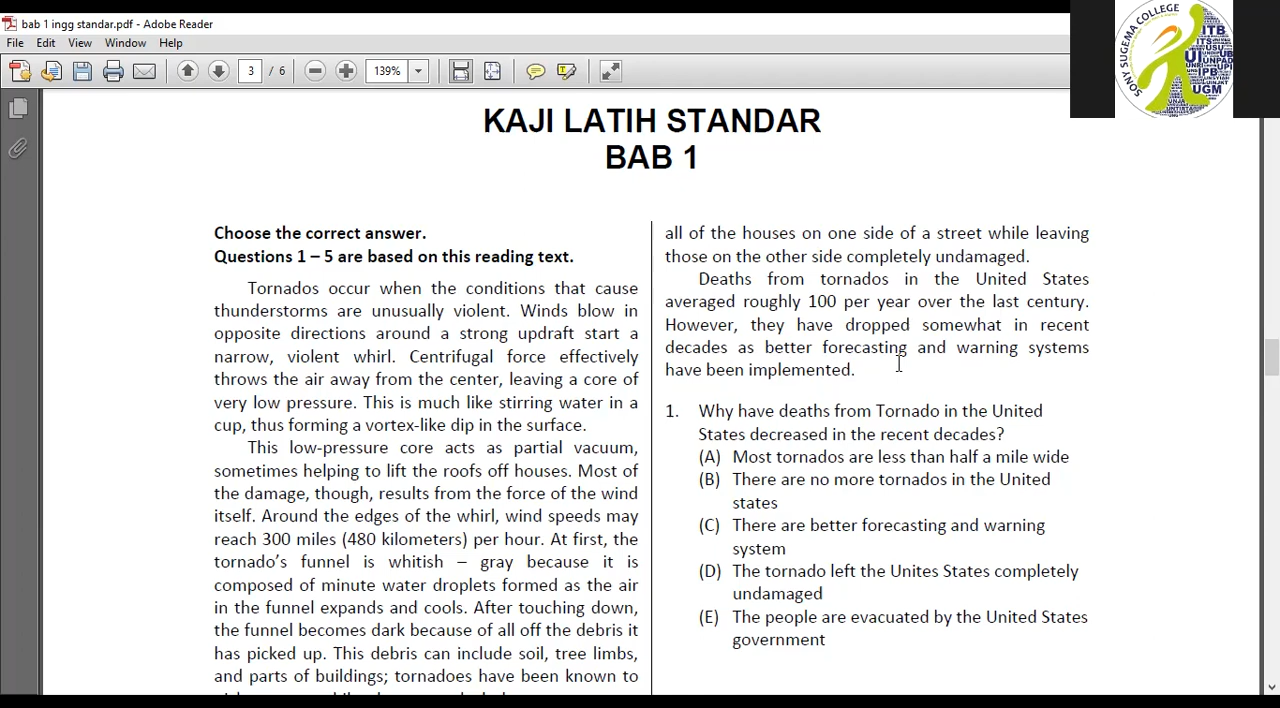 bab 1 ingg standar.pdf - Adobe Reader
File Edit View Window Help
3 / 6 139%
SONY SUGEMA COLLEGE
ITB
UI
IPB
UGM
UNPAD
KAJI LATIH STANDAR
BAB 1
Choose the correct answer.
Questions 1 – 5 are based on this reading text.
Tornados occur when the conditions that cause
thunderstorms are unusually violent. Winds blow in
opposite directions around a strong updraft start a
narrow, violent whirl. Centrifugal force effectively
throws the air away from the center, leaving a core of
very low pressure. This is much like stirring water in a
cup, thus forming a vortex-like dip in the surface.
This low-pressure core acts as partial vacuum,
sometimes helping to lift the roofs off houses. Most of
the damage, though, results from the force of the wind
itself. Around the edges of the whirl, wind speeds may
reach 300 miles (480 kilometers) per hour. At first, the
tornado's funnel is whitish – gray because it is
composed of minute water droplets formed as the air
in the funnel expands and cools. After touching down,
the funnel becomes dark because of all off the debris it
has picked up. This debris can include soil, tree limbs,
and parts of buildings; tornadoes have been known to
all of the houses on one side of a street while leaving
those on the other side completely undamaged.
Deaths from tornados in the United States
averaged roughly 100 per year over the last century.
However, they have dropped somewhat in recent
decades as better forecasting and warning systems
have been implemented.
1. Why have deaths from Tornado in the United
States decreased in the recent decades?
(A) Most tornados are less than half a mile wide
(B) There are no more tornados in the United
states
(C) There are better forecasting and warning
system
(D) The tornado left the Unites States completely
undamaged
(E) The people are evacuated by the United States
government